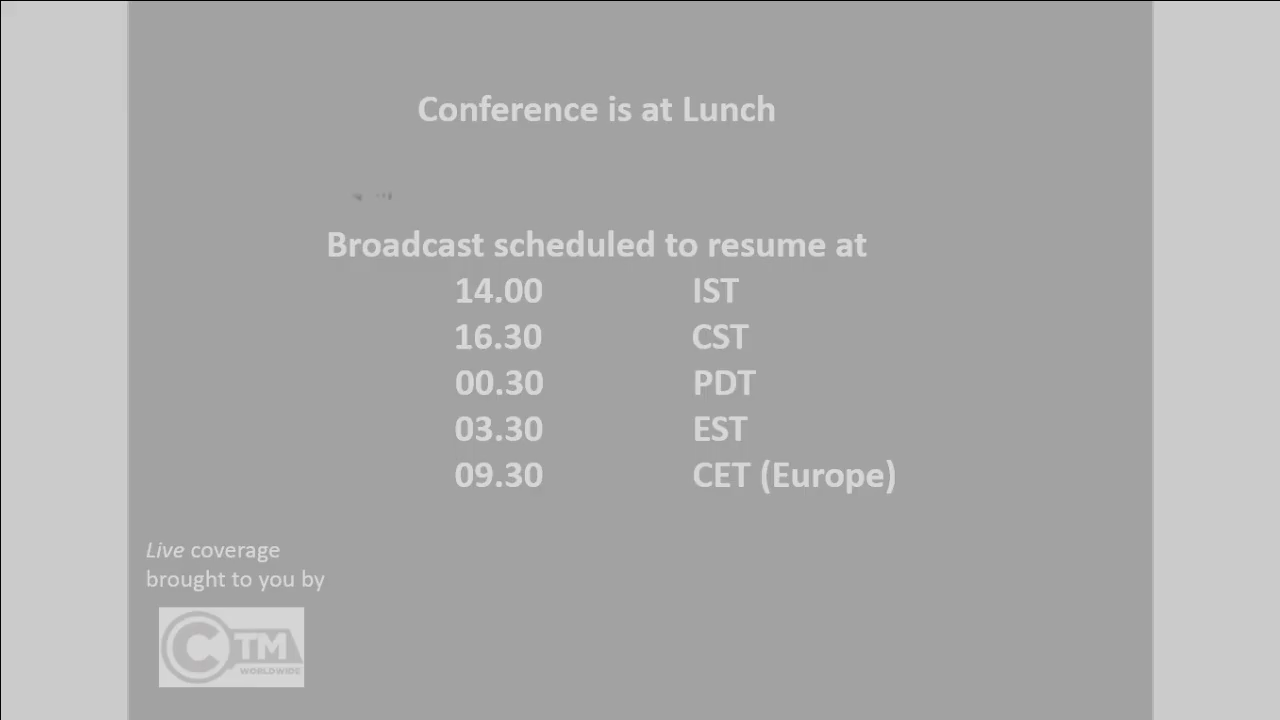 Conference is at Lunch
Broadcast scheduled to resume at
14.00 IST
16.30 CST
00.30 PDT
03.30 EST
09.30 CET (Europe)
Live coverage
brought to you by
CTM
WORLDWIDE